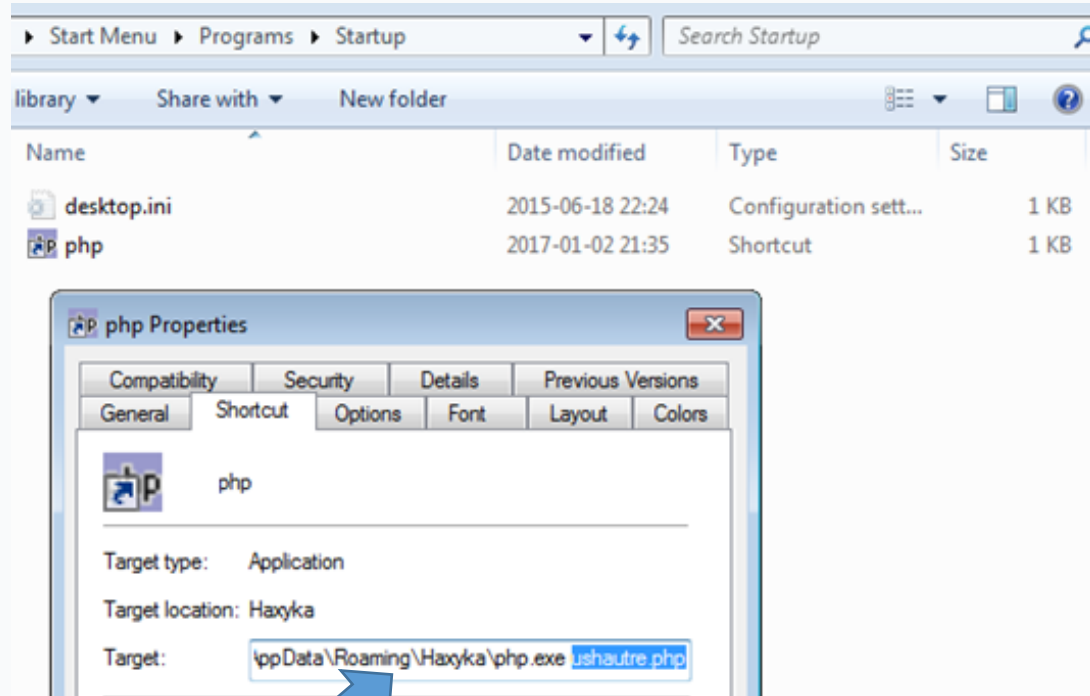 Start Menu Programs Startup Search Startup
library Share with New folder
Name Date modified Type Size
desktop.ini 2015-06-18 22:24 Configuration sett... 1 KB
php 2017-01-02 21:35 Shortcut 1 KB
php Properties
Compatibility Security Details Previous Versions
General Shortcut Options Font Layout Colors
php
Target type: Application
Target location: Haxyka
Target: \ppData\Roaming\Haxyka\php.exe ushautre.php